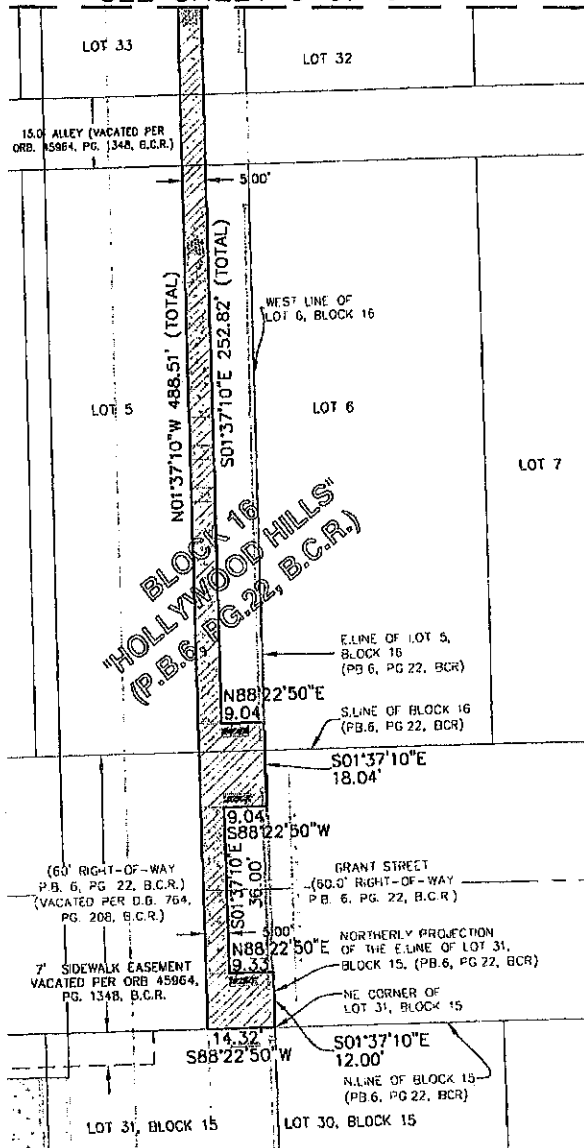 LOT 33
LOT 32
15.0' ALLEY (VACATED PER
ORB. 45964, PG. 1348, B.C.R.)
5.00'
N01°37'10"W 488.51' (TOTAL)
S01°37'10"E 252.82' (TOTAL)
WEST LINE OF
LOT 6, BLOCK 16
LOT 5
LOT 6
LOT 7
BLOCK 16
"HOLLYWOOD HILLS"
(P.B.6, PG.22, B.C.R.)
E.LINE OF LOT 5,
BLOCK 16
(PB 6, PG 22, BCR)
N88°22'50"E
9.04'
S.LINE OF BLOCK 16
(PB.6, PG 22, BCR)
S01°37'10"E
18.04'
9.04'
S88°22'50"W
S01°37'10"E
36.00'
(60' RIGHT-OF-WAY
P.B. 6, PG. 22, B.C.R.)
(VACATED PER D.B. 764,
PG. 208, B.C.R.)
GRANT STREET
(60.0' RIGHT-OF-WAY
P.B. 6, PG. 22, B.C.R.)
5.00'
N88°22'50"E
9.33'
NORTHERLY PROJECTION
OF THE E.LINE OF LOT 31,
BLOCK 15. (PB.6, PG 22, BCR)
7' SIDEWALK EASEMENT
VACATED PER ORB 45964,
PG. 1348, B.C.R.
NE CORNER OF
LOT 31, BLOCK 15
14.32'
S88°22'50"W
S01°37'10"E
12.00'
N.LINE OF BLOCK 15
(PB.6, PG 22, BCR)
LOT 31, BLOCK 15
LOT 30, BLOCK 15